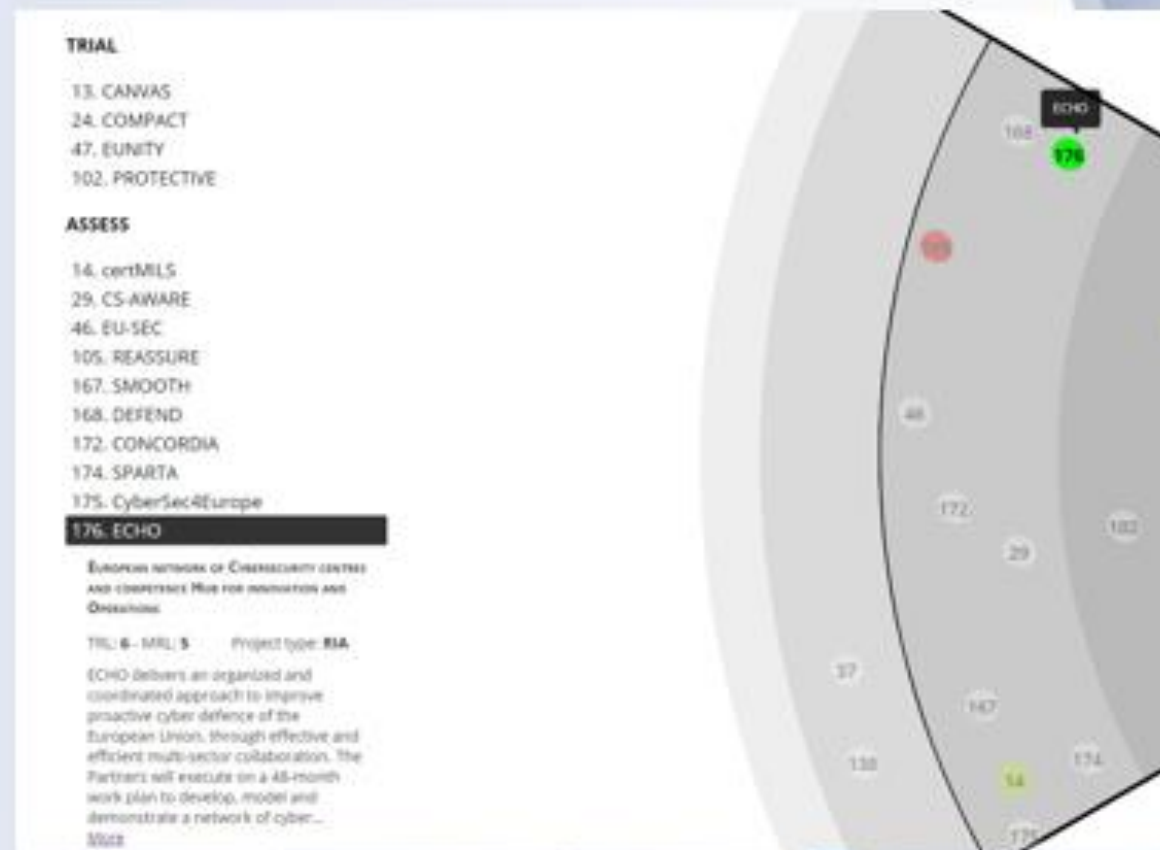 TRIAL
13. CANVAS
24. COMPACT
47. EUNITY
102. PROTECTIVE
ASSESS
14. certMILS
29. CS-AWARE
46. EU-SEC
105. REASSURE
167. SMOOTH
168. DEFEND
172. CONCORDIA
174. SPARTA
175. CyberSec4Europe
176. ECHO
European network of Cybersecurity centres
and competence Hub for innovation and
Operations
TRL: 6 - MRL: 5 Project type: RIA
ECHO delivers an organized and
coordinated approach to improve
proactive cyber defence of the
European Union, through effective and
efficient multi-sector collaboration. The
Partners will execute on a 48-month
work plan to develop, model and
demonstrate a network of cyber...
More
ECHO
168
176
46
172
29
102
37
167
138
174
14
175